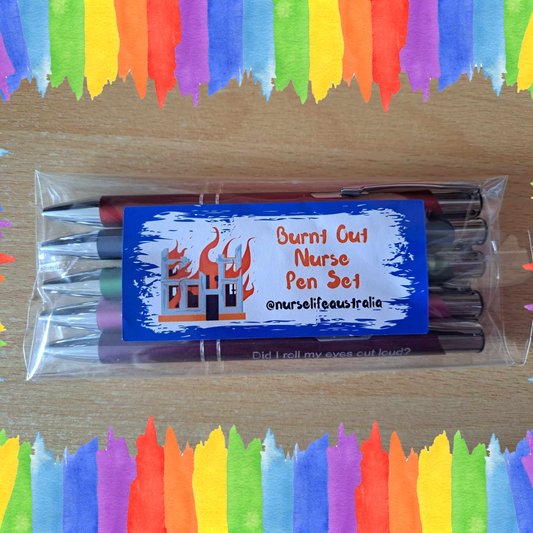 Burnt Out
Nurse
Pen Set
@nurselifeaustralia
Did I roll my eyes out loud?